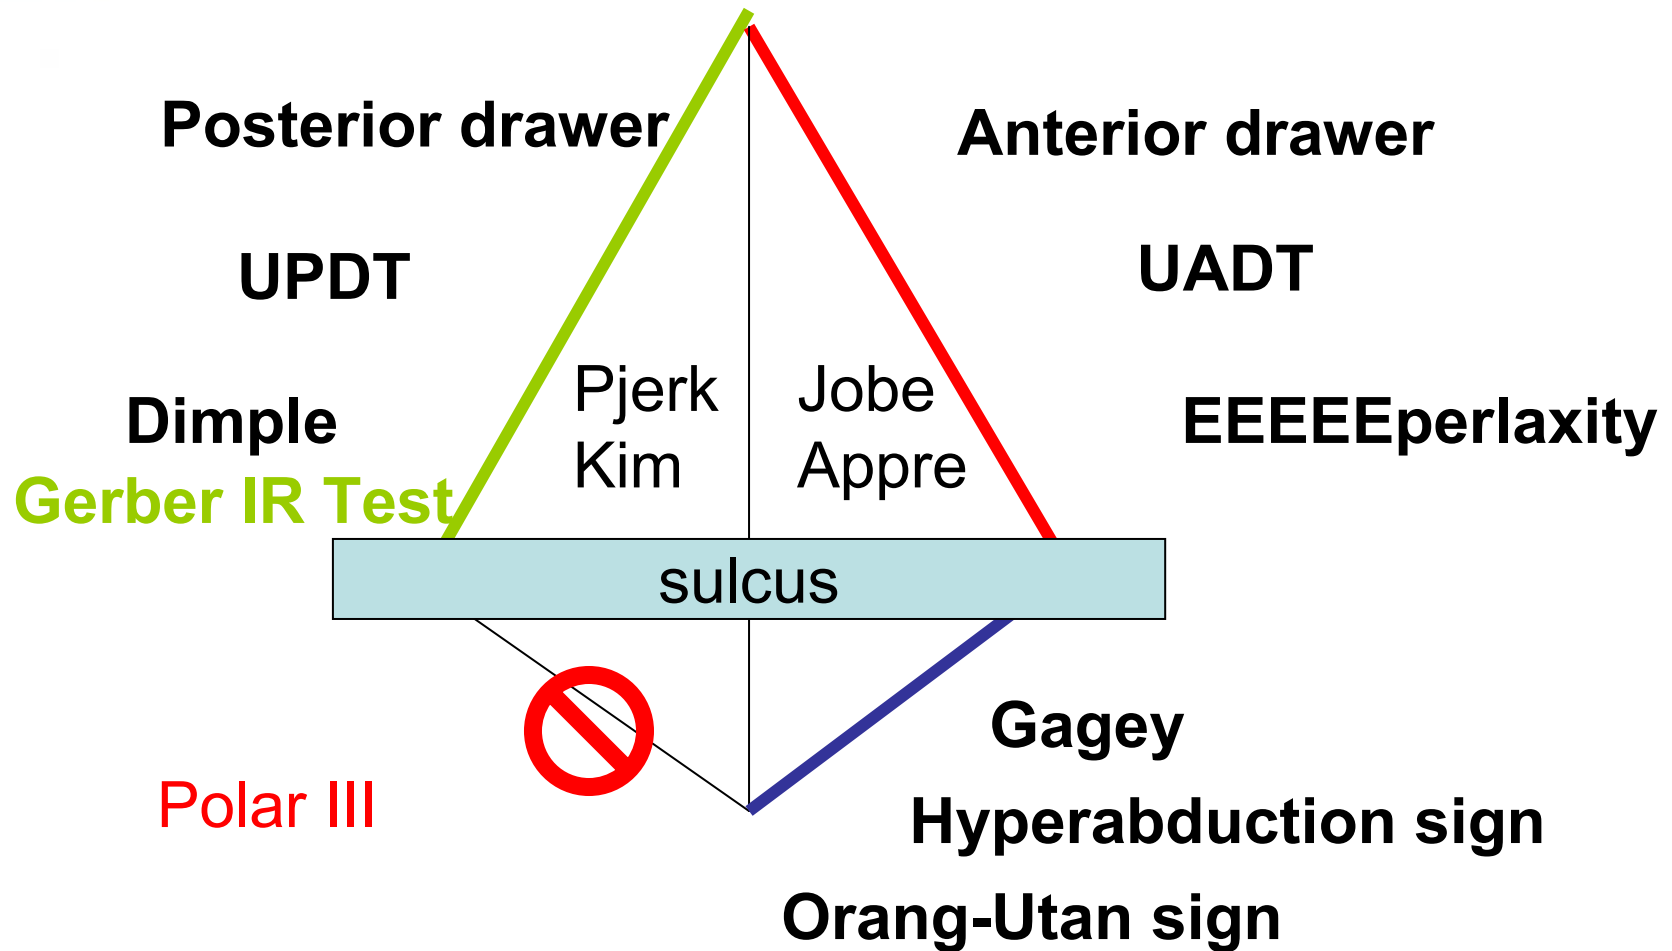 Posterior drawer
Anterior drawer
UPDT
UADT
Pjerk
Kim
Jobe
Appre
Dimple
Gerber IR Test
EEEEEperlaxity
sulcus
Polar III
Gagey
Hyperabduction sign
Orang-Utan sign